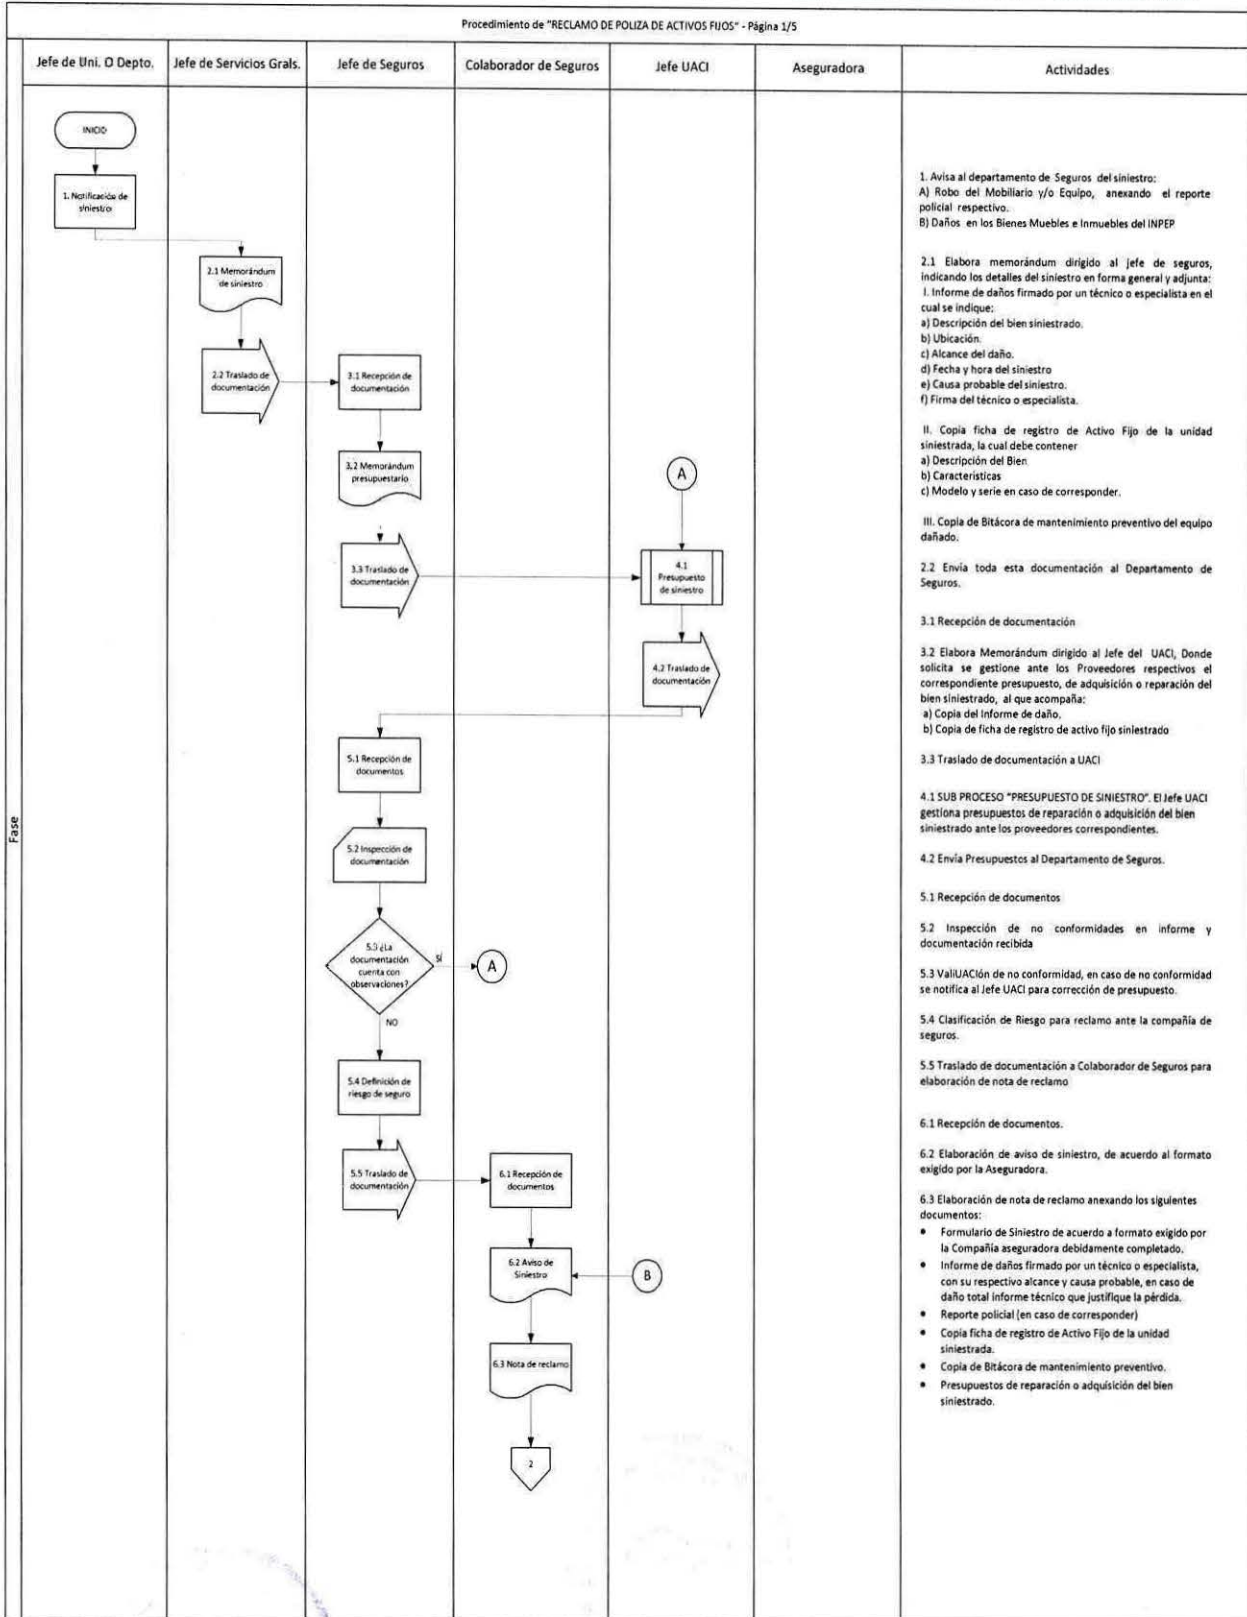 Procedimiento de "RECLAMO DE POLIZA DE ACTIVOS FIJOS" - Página 1/5
Jefe de Uni. O Depto.
Jefe de Servicios Grals.
Jefe de Seguros
Colaborador de Seguros
Jefe UACI
Aseguradora
Actividades
Fase
INICIO
1. Notificación de
siniestro
2.1 Memorándum
de siniestro
2.2 Traslado de
documentación
3.1 Recepción de
documentación
3.2 Memorándum
presupuestario
3.3 Traslado de
documentación
A
4.1
Presupuesto
de siniestro
4.2 Traslado de
documentación
5.1 Recepción de
documentos
5.2 Inspección de
documentación
5.3 ¿La
documentación
cuenta con
observaciones?
SÍ
A
NO
5.4 Definición de
riesgo de seguro
5.5 Traslado de
documentación
6.1 Recepción de
documentos
6.2 Aviso de
Siniestro
B
6.3 Nota de reclamo
2
1. Avisa al departamento de Seguros del siniestro:
A) Robo del Mobiliario y/o Equipo, anexando el reporte
policial respectivo.
B) Daños en los Bienes Muebles e Inmuebles del INPEP
2.1 Elabora memorándum dirigido al jefe de seguros,
indicando los detalles del siniestro en forma general y adjunta:
I. Informe de daños firmado por un técnico o especialista en el
cual se indique:
a) Descripción del bien siniestrado.
b) Ubicación.
c) Alcance del daño.
d) Fecha y hora del siniestro
e) Causa probable del siniestro.
f) Firma del técnico o especialista.
II. Copia ficha de registro de Activo Fijo de la unidad
siniestrada, la cual debe contener
a) Descripción del Bien
b) Características
c) Modelo y serie en caso de corresponder.
III. Copia de Bitácora de mantenimiento preventivo del equipo
dañado.
2.2 Envía toda esta documentación al Departamento de
Seguros.
3.1 Recepción de documentación
3.2 Elabora Memorándum dirigido al Jefe del UACI, Donde
solicita se gestione ante los Proveedores respectivos el
correspondiente presupuesto, de adquisición o reparación del
bien siniestrado, al que acompaña:
a) Copia del Informe de daño.
b) Copia de ficha de registro de activo fijo siniestrado
3.3 Traslado de documentación a UACI
4.1 SUB PROCESO "PRESUPUESTO DE SINIESTRO". El Jefe UACI
gestiona presupuestos de reparación o adquisición del bien
siniestrado ante los proveedores correspondientes.
4.2 Envía Presupuestos al Departamento de Seguros.
5.1 Recepción de documentos
5.2 Inspección de no conformidades en informe y
documentación recibida
5.3 ValiUACIón de no conformidad, en caso de no conformidad
se notifica al Jefe UACI para corrección de presupuesto.
5.4 Clasificación de Riesgo para reclamo ante la compañía de
seguros.
5.5 Traslado de documentación a Colaborador de Seguros para
elaboración de nota de reclamo
6.1 Recepción de documentos.
6.2 Elaboración de aviso de siniestro, de acuerdo al formato
exigido por la Aseguradora.
6.3 Elaboración de nota de reclamo anexando los siguientes
documentos:
• Formulario de Siniestro de acuerdo a formato exigido por
la Compañía aseguradora debidamente completado.
• Informe de daños firmado por un técnico o especialista,
con su respectivo alcance y causa probable, en caso de
daño total informe técnico que justifique la pérdida.
• Reporte policial (en caso de corresponder)
• Copia ficha de registro de Activo Fijo de la unidad
siniestrada.
• Copia de Bitácora de mantenimiento preventivo.
• Presupuestos de reparación o adquisición del bien
siniestrado.